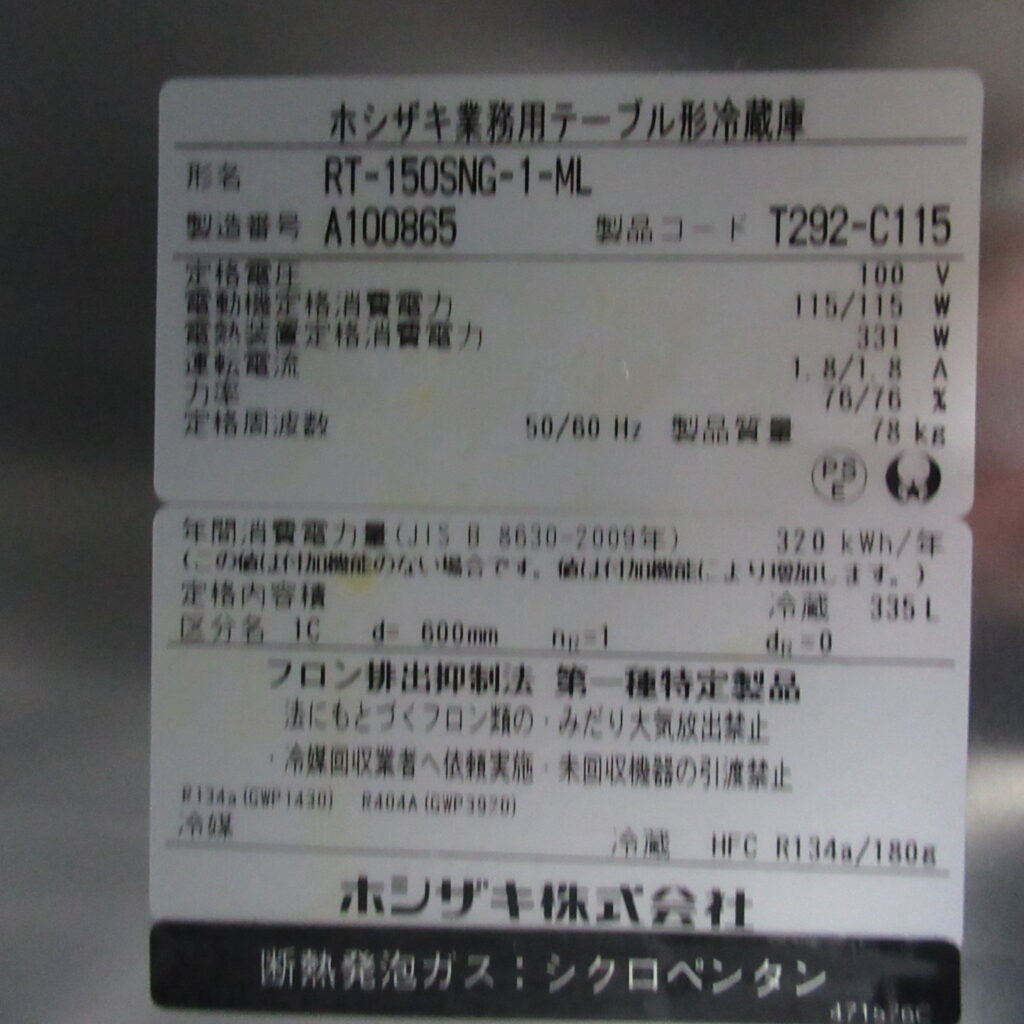 ホシザキ業務用テーブル形冷蔵庫
形名 RT-150SNG-1-ML
製造番号 A100865 製品コード T292-C115
定格電圧 100 V
電動機定格消費電力 115/115 W
電熱装置定格消費電力 331 W
運転電流 1.8/1.8 A
力率 76/76 %
定格周波数 50/60 Hz 製品質量 78 kg
PS
E
年間消費電力量(JIS B 8630-2009年) 320 kWh/年
(この値は付加機能のない場合です。値は付加機能により増加します。)
定格内容積 冷蔵 335L
区分名 1C d= 600mm nR=1 dR=0
フロン排出抑制法 第一種特定製品
法にもとづくフロン類の・みだり大気放出禁止
・冷媒回収業者へ依頼実施・未回収機器の引渡禁止
R134a(GWP1430) R404A(GWP3920)
冷媒
冷蔵 HFC R134a/180g
ホシザキ株式会社
断熱発泡ガス:シクロペンタン